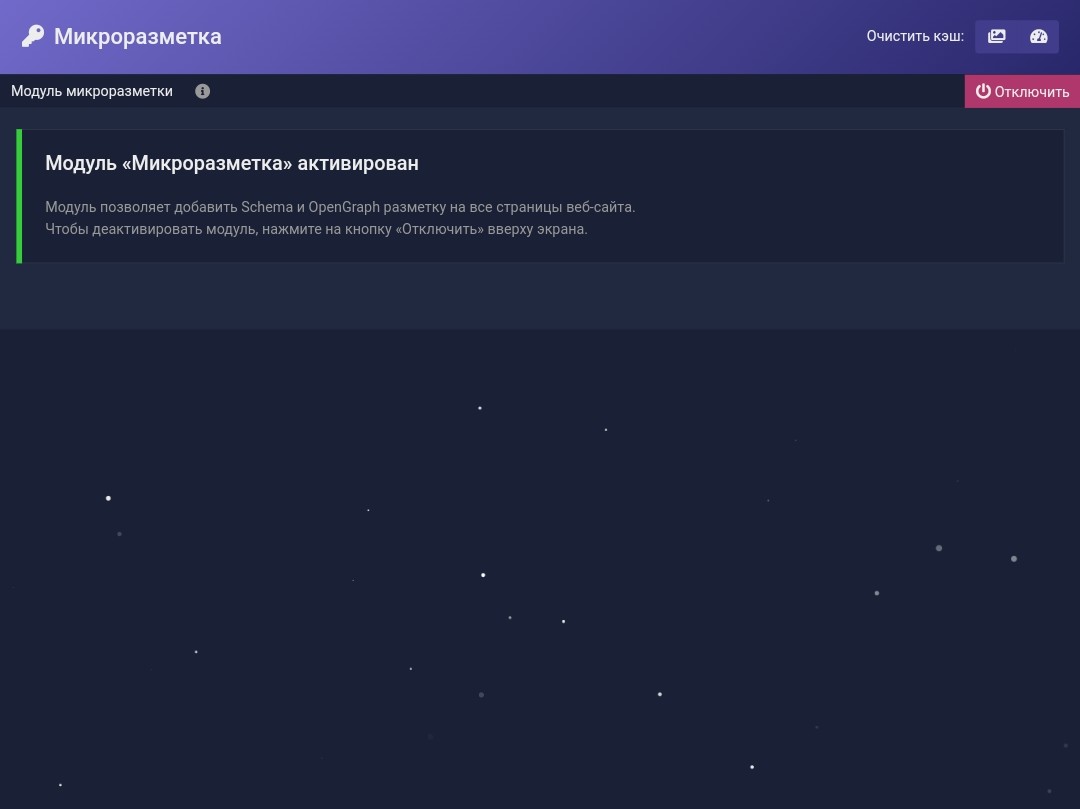 Микроразметка
Очистить кэш:
Модуль микроразметки
Отключить
Модуль «Микроразметка» активирован
Модуль позволяет добавить Schema и OpenGraph разметку на все страницы веб-сайта.
Чтобы деактивировать модуль, нажмите на кнопку «Отключить» вверху экрана.